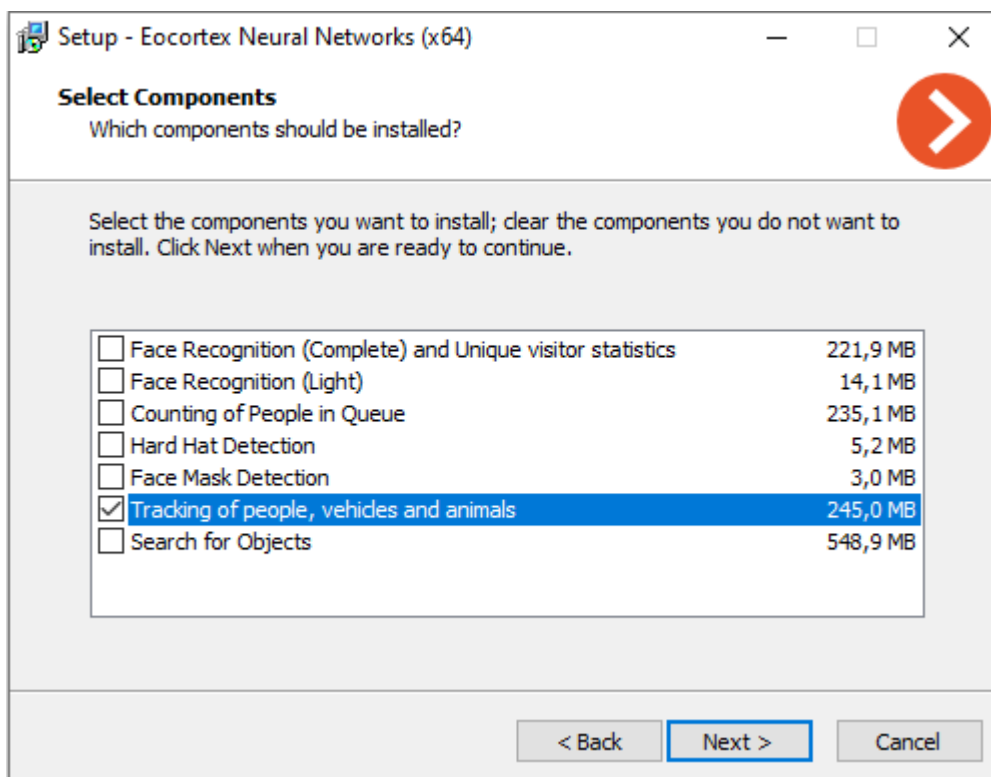 Setup - Eocortex Neural Networks (x64)
Select Components
Which components should be installed?
Select the components you want to install; clear the components you do not want to
install. Click Next when you are ready to continue.
Face Recognition (Complete) and Unique visitor statistics 221,9 MB
Face Recognition (Light) 14,1 MB
Counting of People in Queue 235,1 MB
Hard Hat Detection 5,2 MB
Face Mask Detection 3,0 MB
Tracking of people, vehicles and animals 245,0 MB
Search for Objects 548,9 MB
< Back Next > Cancel